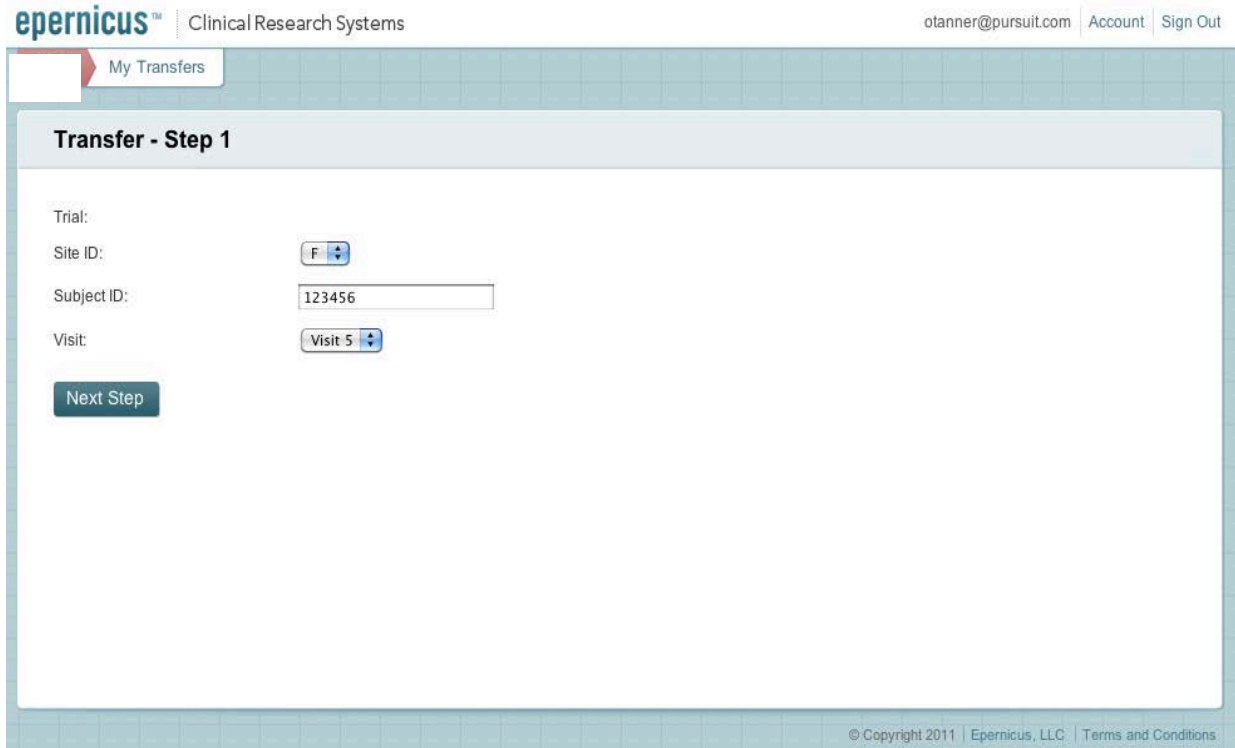 epernicus™ Clinical Research Systems otanner@pursuit.com Account Sign Out
My Transfers
Transfer - Step 1
Trial:
Site ID: F
Subject ID: 123456
Visit: Visit 5
Next Step
© Copyright 2011 Epernicus, LLC Terms and Conditions